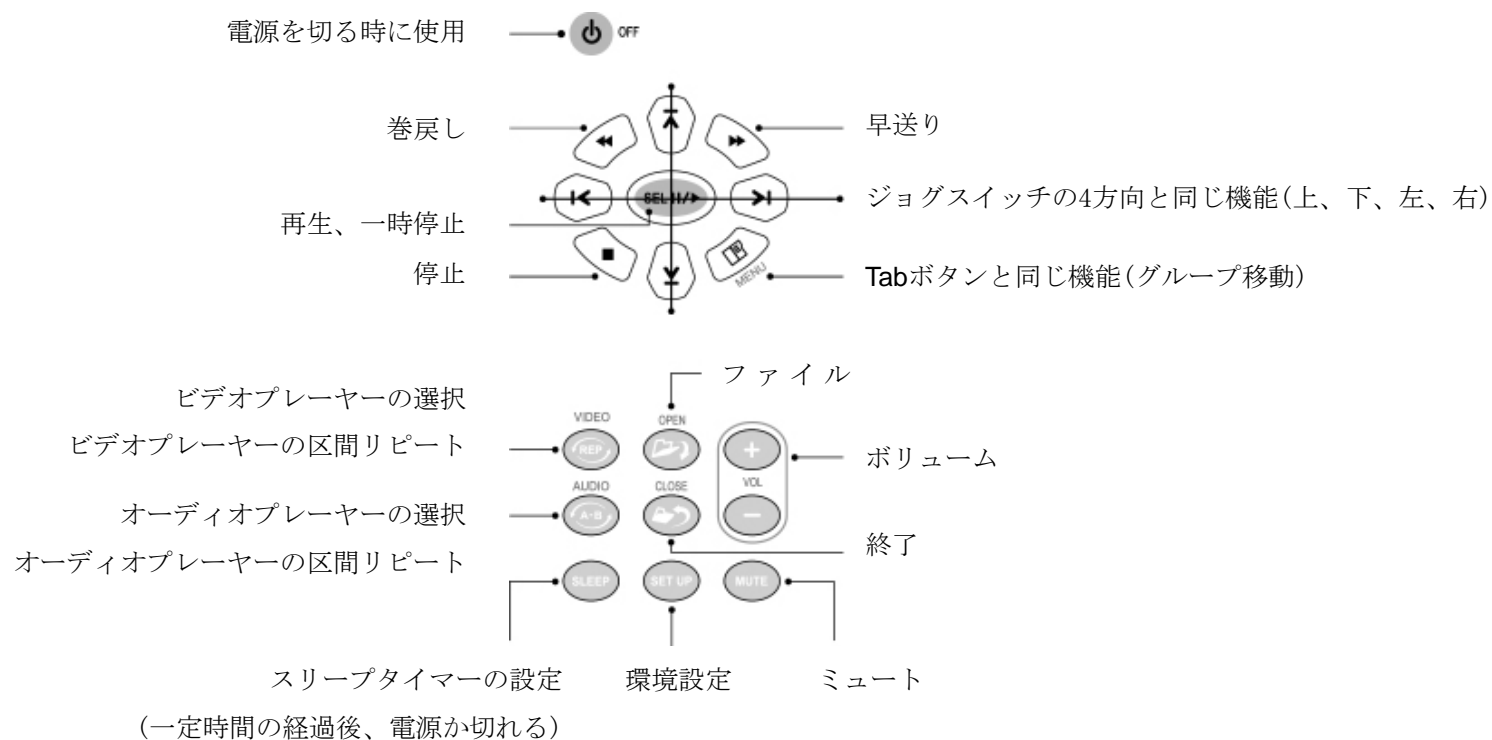 電源を切る時に使用
OFF
巻戻し
早送り
SEL II/▶
ジョグスイッチの4方向と同じ機能(上、下、左、右)
再生、一時停止
停止
MENU
Tabボタンと同じ機能(グループ移動)
ファイル
ビデオプレーヤーの選択
VIDEO
OPEN
ビデオプレーヤーの区間リピート
REP
+
ボリューム
AUDIO
CLOSE
VOL
オーディオプレーヤーの選択
A-B
−
終了
オーディオプレーヤーの区間リピート
SLEEP
SET UP
MUTE
スリープタイマーの設定
環境設定
ミュート
(一定時間の経過後、電源か切れる)